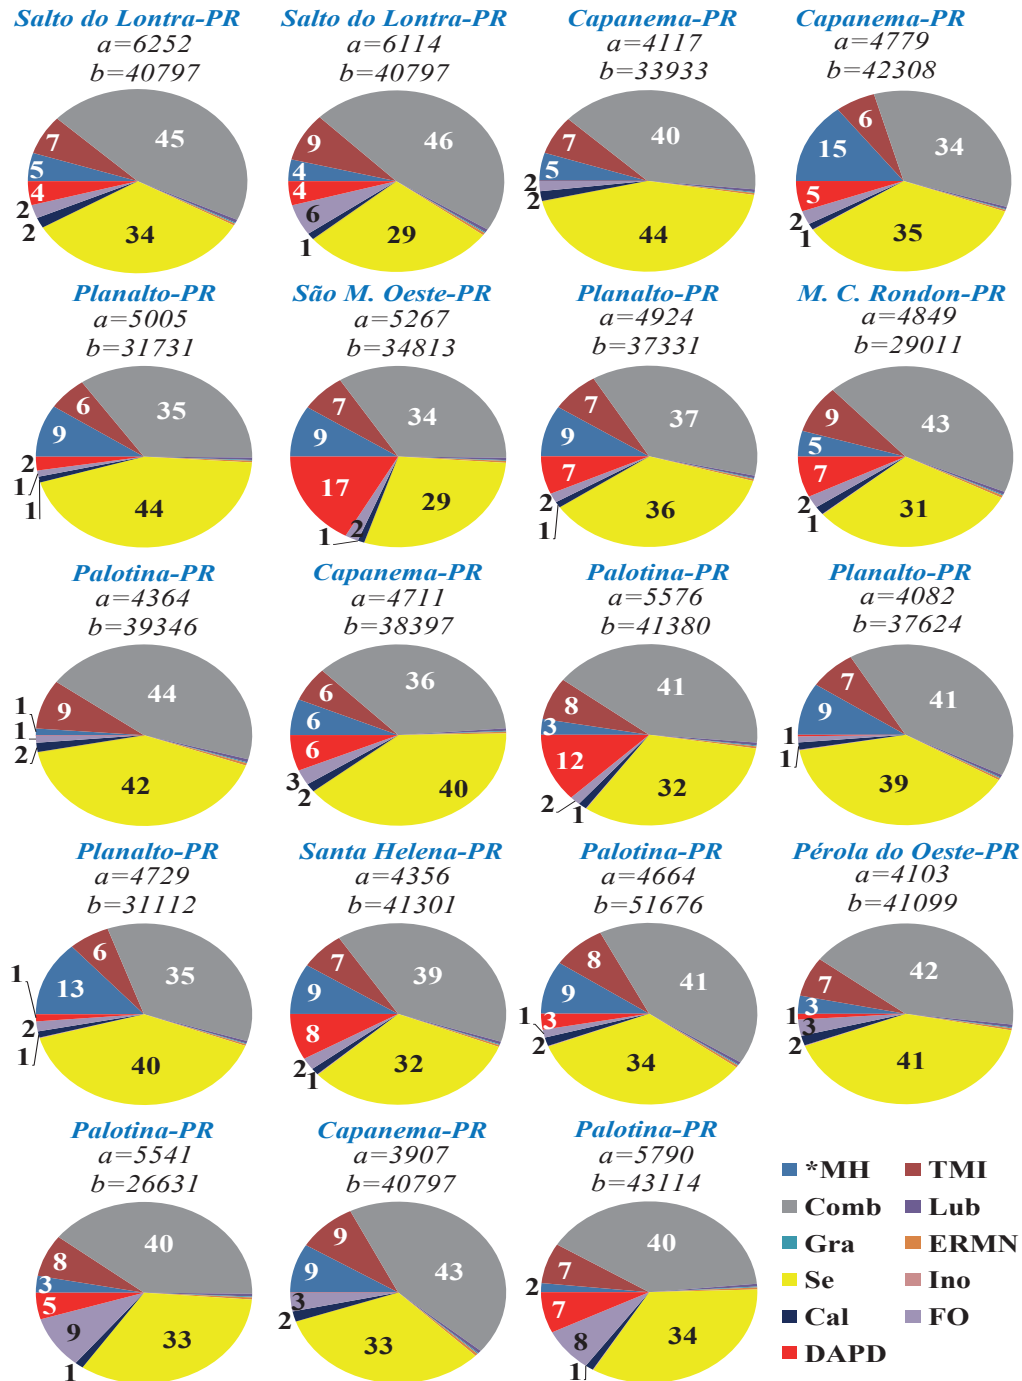 Salto do Lontra-PR
a=6252
b=40797
45
7
5
4
2
2
34
Salto do Lontra-PR
a=6114
b=40797
46
9
4
4
6
1
29
Capanema-PR
a=4117
b=33933
40
7
5
2
2
44
Capanema-PR
a=4779
b=42308
34
6
15
5
2
1
35
Planalto-PR
a=5005
b=31731
35
6
9
2
1
1
44
São M. Oeste-PR
a=5267
b=34813
34
7
9
17
2
1
29
Planalto-PR
a=4924
b=37331
37
7
9
7
2
1
36
M. C. Rondon-PR
a=4849
b=29011
43
9
5
7
2
1
31
Palotina-PR
a=4364
b=39346
44
9
1
1
2
42
Capanema-PR
a=4711
b=38397
36
6
6
6
3
2
40
Palotina-PR
a=5576
b=41380
41
8
3
12
2
1
32
Planalto-PR
a=4082
b=37624
41
7
9
1
1
39
Planalto-PR
a=4729
b=31112
35
6
13
1
2
1
40
Santa Helena-PR
a=4356
b=41301
39
7
9
8
2
1
32
Palotina-PR
a=4664
b=51676
41
8
9
3
1
2
34
Pérola do Oeste-PR
a=4103
b=41099
42
7
3
1
3
2
41
Palotina-PR
a=5541
b=26631
40
8
3
5
9
1
33
Capanema-PR
a=3907
b=40797
43
9
9
3
2
33
Palotina-PR
a=5790
b=43114
40
7
2
7
8
1
34
*MH TMI
Comb Lub
Gra ERMN
Se Ino
Cal FO
DAPD